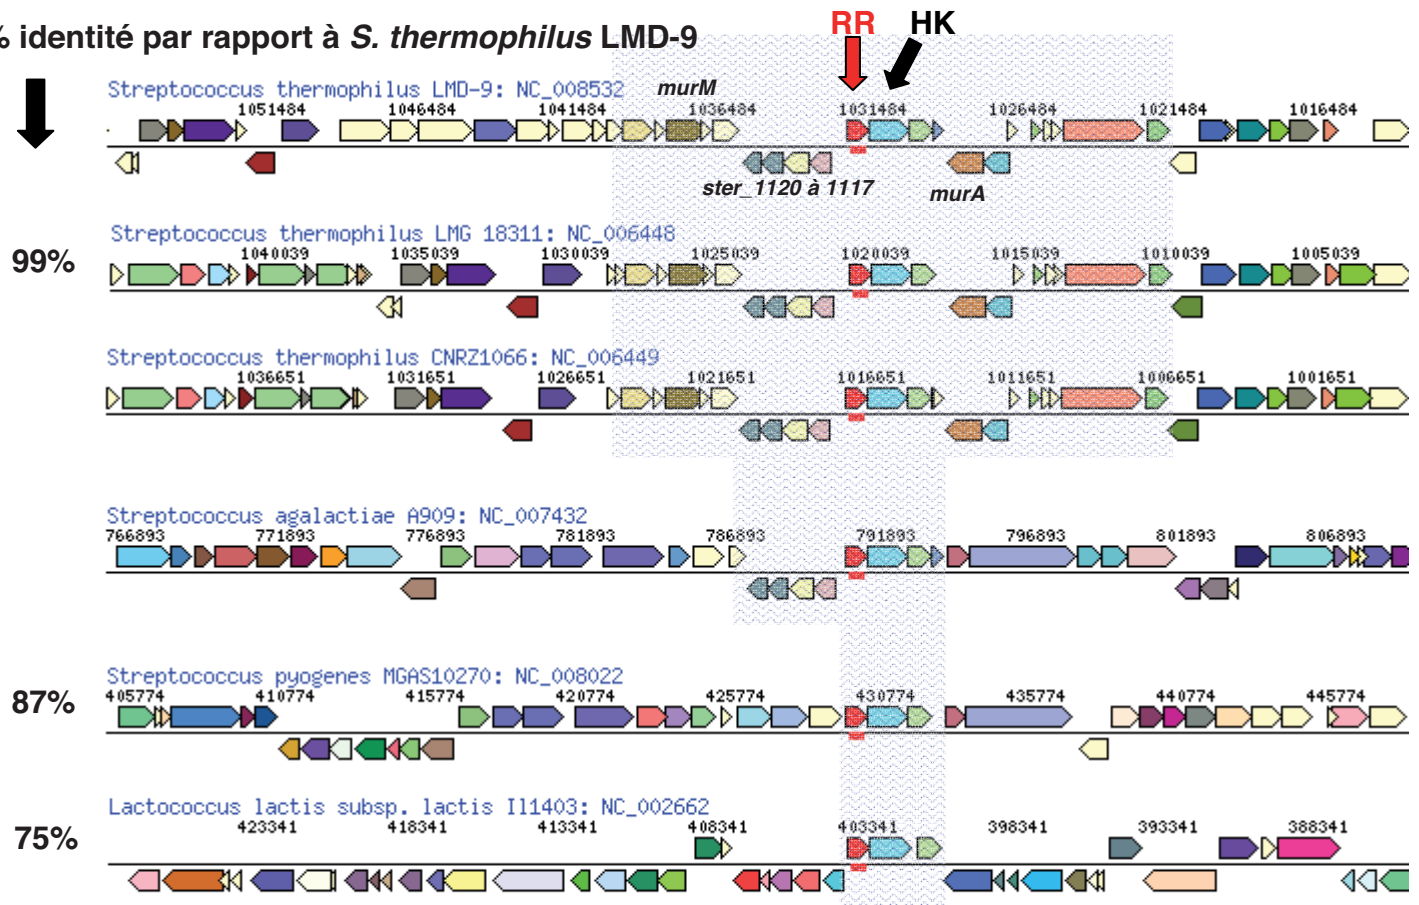 % identité par rapport à S. thermophilus LMD-9
RR HK
Streptococcus thermophilus LMD-9: NC_008532 murM
1051484 1046484 1041484 1036484 1031484 1026484 1021484 1016484
ster_1120 à 1117 murA
Streptococcus thermophilus LMG 18311: NC_006448
99%
1040039 1035039 1030039 1025039 1020039 1015039 1010039 1005039
Streptococcus thermophilus CNRZ1066: NC_006449
1036651 1031651 1026651 1021651 1016651 1011651 1006651 1001651
Streptococcus agalactiae A909: NC_007432
766893 771893 776893 781893 786893 791893 796893 801893 806893
Streptococcus pyogenes MGAS10270: NC_008022
87%
405774 410774 415774 420774 425774 430774 435774 440774 445774
Lactococcus lactis subsp. lactis Il1403: NC_002662
75%
423341 418341 413341 408341 403341 398341 393341 388341